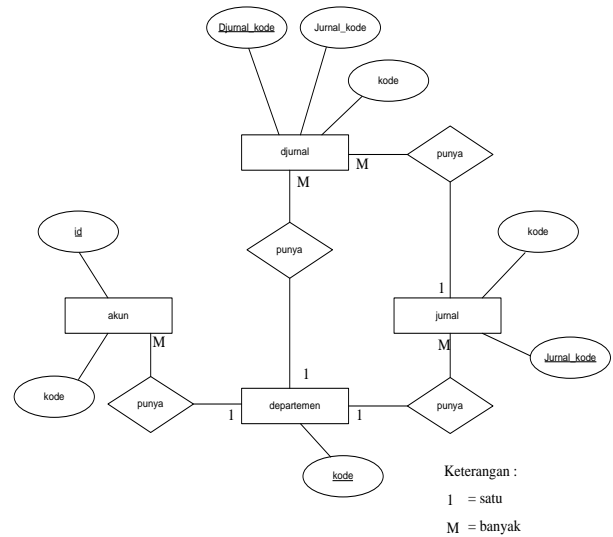 Djurnal_kode
Jurnal_kode
kode
djurnal
M
M
punya
punya
id
kode
akun
M
1
jurnal
M
Jurnal_kode
kode
punya
1
1
departemen
1
punya
kode
Keterangan :
1 = satu
M = banyak